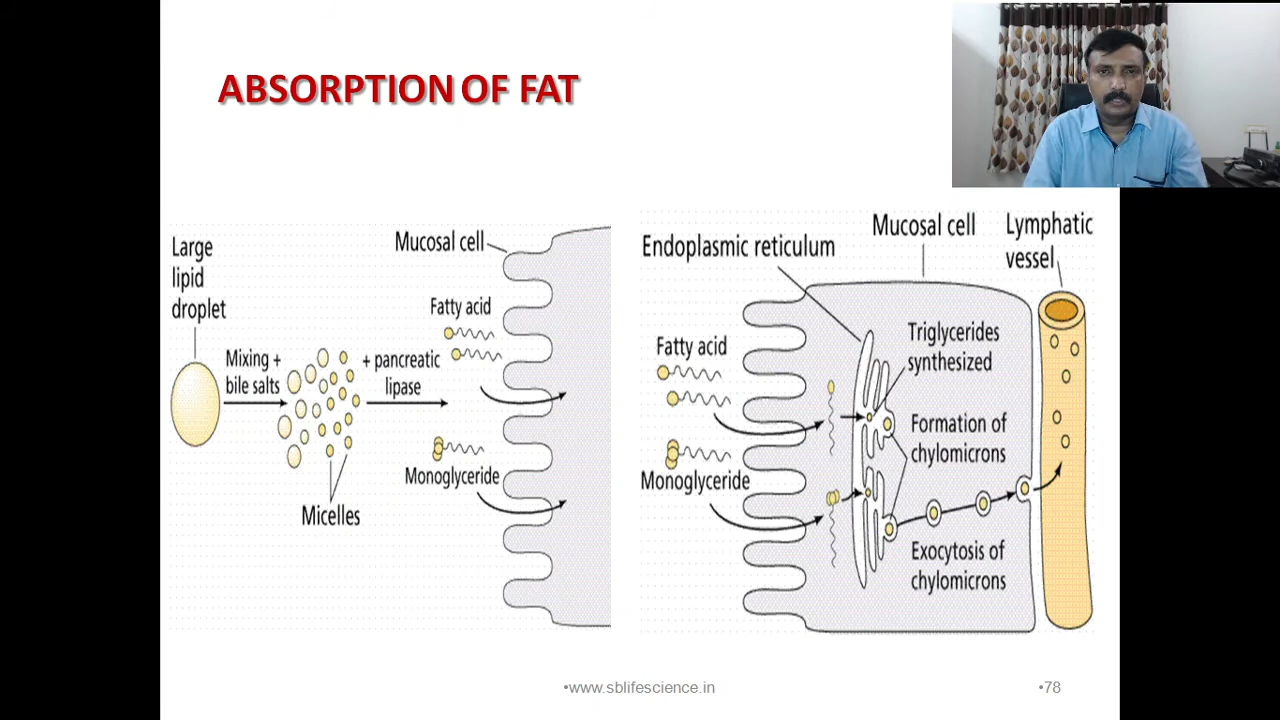 ABSORPTION OF FAT
Large
lipid
droplet
Mixing +
bile salts
Micelles
+ pancreatic
lipase
Mucosal cell
Fatty acid
Monoglyceride
Endoplasmic reticulum
Mucosal cell
Lymphatic
vessel
Fatty acid
Monoglyceride
Triglycerides
synthesized
Formation of
chylomicrons
Exocytosis of
chylomicrons
•www.sblifescience.in
•78